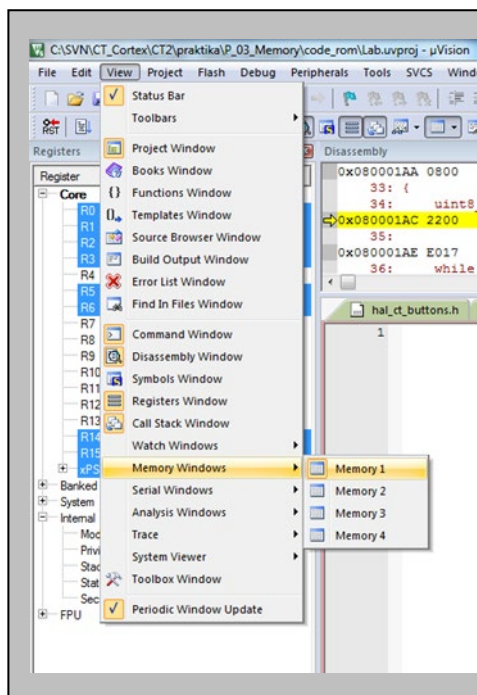 C:\SVN\CT_Cortex\CT2\praktika\P_03_Memory\code_rom\Lab.uvproj - µVision
File Edit View Project Flash Debug Peripherals Tools SVCS Wind
RST
Registers
Register
Core
R0
R1
R2
R3
R4
R5
R6
R7
R8
R9
R10
R11
R12
R13
R14
R15
xPS
Banked
System
Internal
Mod
Privi
Stac
Stat
Sec
FPU
Status Bar
Toolbars
Project Window
Books Window
Functions Window
Templates Window
Source Browser Window
Build Output Window
Error List Window
Find In Files Window
Command Window
Disassembly Window
Symbols Window
Registers Window
Call Stack Window
Watch Windows
Memory Windows
Serial Windows
Analysis Windows
Trace
System Viewer
Toolbox Window
Periodic Window Update
Memory 1
Memory 2
Memory 3
Memory 4
Disassembly
0x080001AA 0800
33: {
34: uint8
0x080001AC 2200
35:
0x080001AE E017
36: while
hal_ct_buttons.h
1